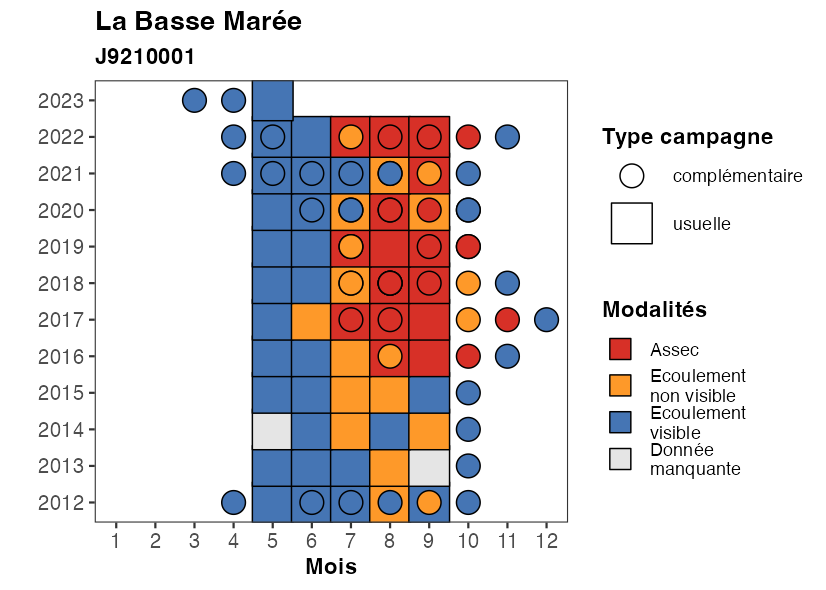 La Basse Marée
J9210001
2023
2022
2021
2020
2019
2018
2017
2016
2015
2014
2013
2012
1 2 3 4 5 6 7 8 9 10 11 12
Mois
Type campagne
complémentaire
usuelle
Modalités
Assec
Ecoulement
non visible
Ecoulement
visible
Donnée
manquante